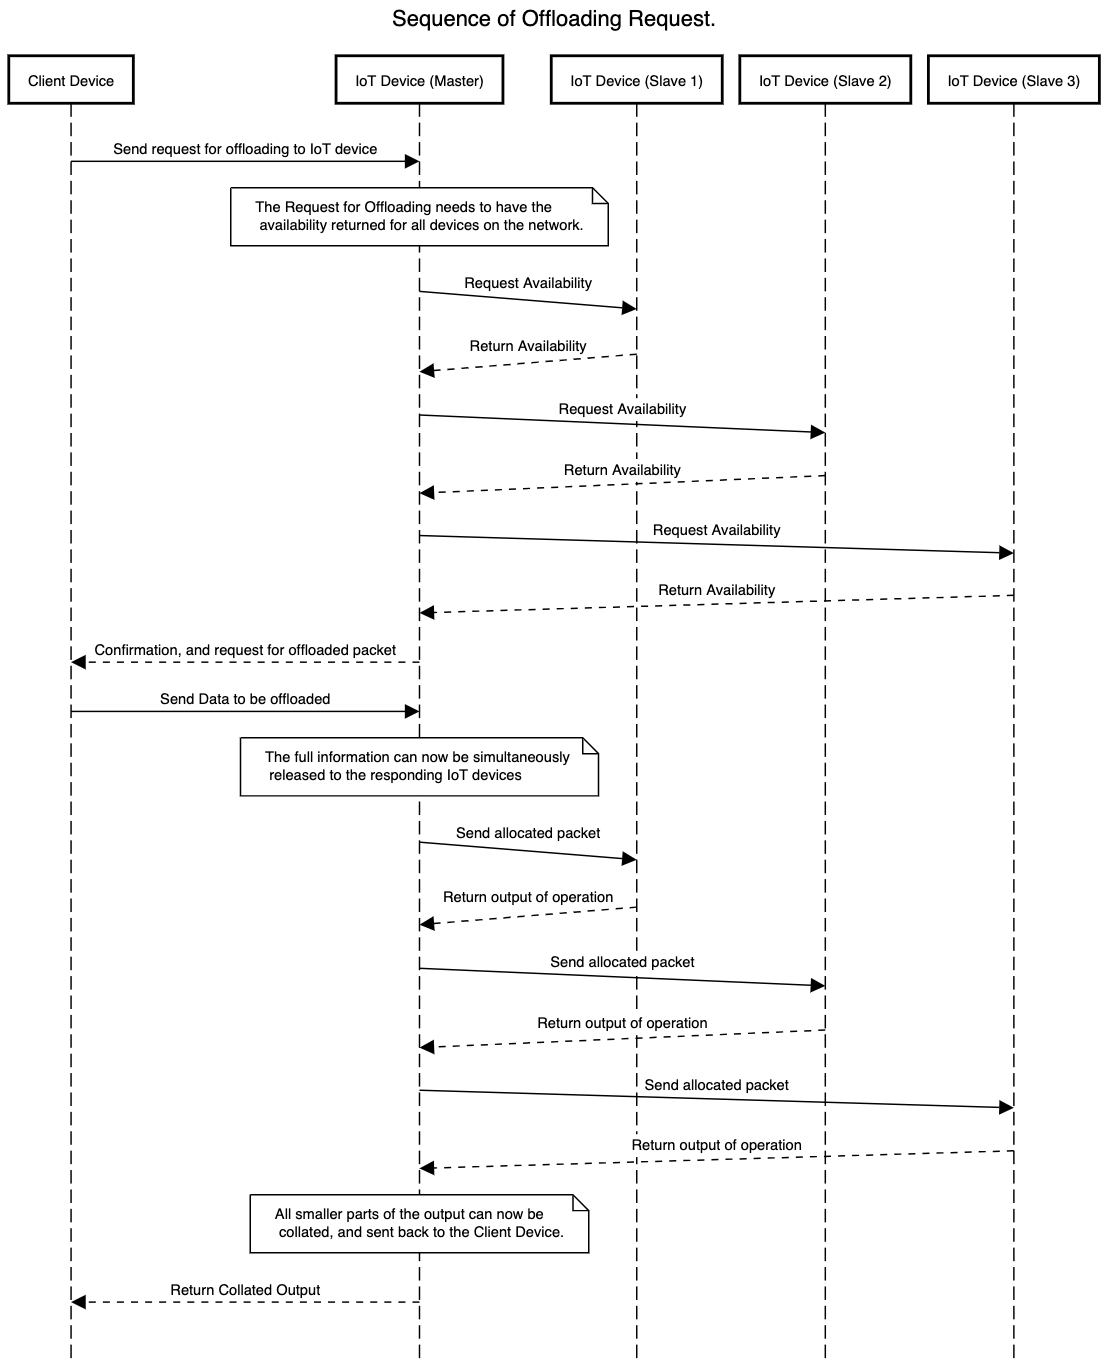 Sequence of Offloading Request.
Client Device
IoT Device (Master)
IoT Device (Slave 1)
IoT Device (Slave 2)
IoT Device (Slave 3)
Send request for offloading to IoT device
The Request for Offloading needs to have the
availability returned for all devices on the network.
Request Availability
Return Availability
Request Availability
Return Availability
Request Availability
Return Availability
Confirmation, and request for offloaded packet
Send Data to be offloaded
The full information can now be simultaneously
released to the responding IoT devices
Send allocated packet
Return output of operation
Send allocated packet
Return output of operation
Send allocated packet
Return output of operation
All smaller parts of the output can now be
collated, and sent back to the Client Device.
Return Collated Output